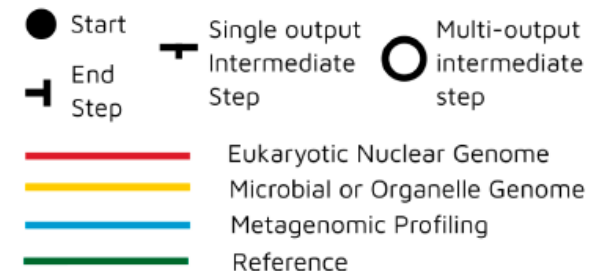 Start
End
Step
Single output
Intermediate
Step
Multi-output
intermediate
step
Eukaryotic Nuclear Genome
Microbial or Organelle Genome
Metagenomic Profiling
Reference